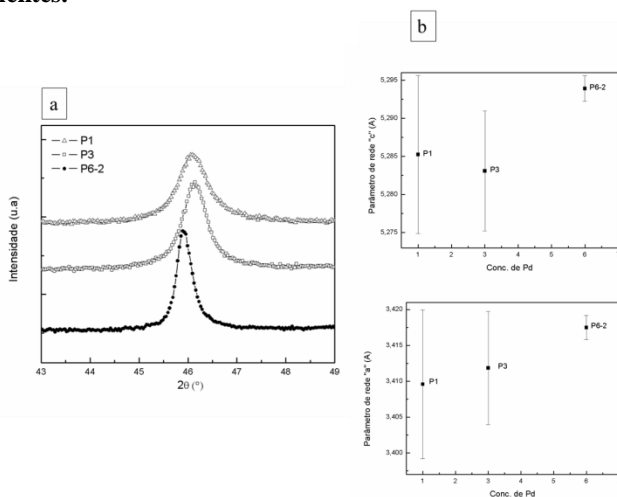 a
P1
P3
P6-2
Intensidade (u.a)
43 44 45 46 47 48 49
2θ (°)
b
Parâmetro de rede "c" (A)
5,295
5,290
5,285
5,280
5,275
P1
P3
P6-2
1 2 3 4 5 6
Conc. de Pd
Parâmetro de rede "a" (A)
3,420
3,415
3,410
3,405
3,400
P1
P3
P6-2
1 2 3 4 5 6
Conc. de Pd